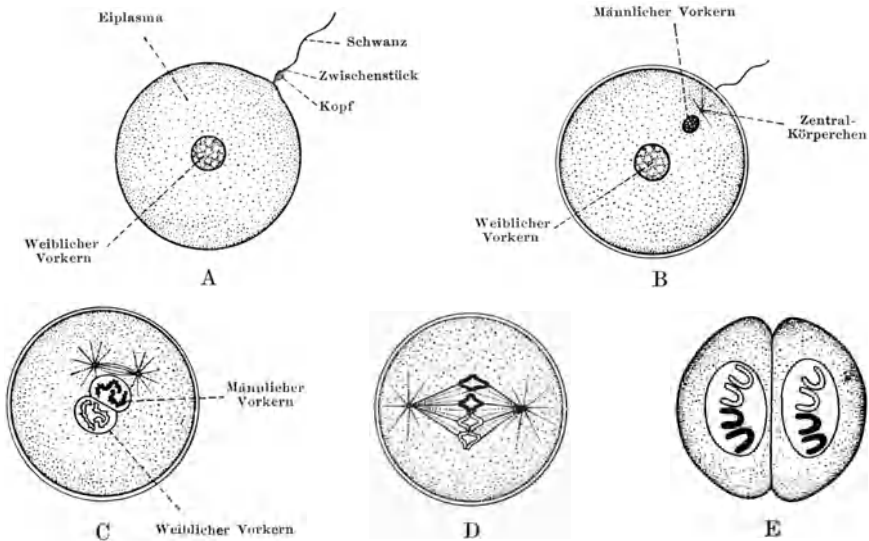 Eiplasma
Schwanz
Zwischenstück
Kopf
Weiblicher
Vorkern
A
Männlicher Vorkern
Zentral-
Körperchen
Weiblicher
Vorkern
B
Männlicher
Vorkern
Weiblicher Vorkern
C
D
E